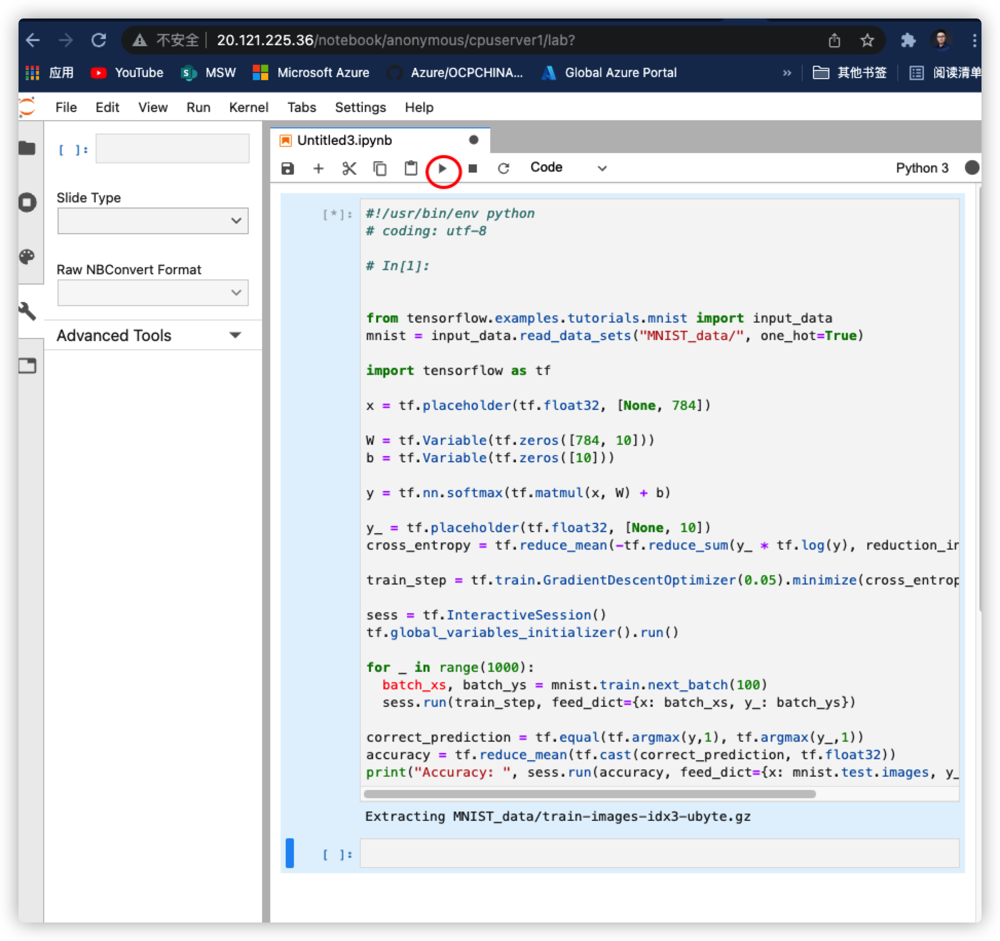 不安全 20.121.225.36/notebook/anonymous/cpuserver1/lab?
应用 YouTube MSW Microsoft Azure Azure/OCPCHINA... Global Azure Portal » 其他书签 阅读清单
File Edit View Run Kernel Tabs Settings Help
[ ]:
Slide Type
Raw NBConvert Format
Advanced Tools
Untitled3.ipynb
Code
Python 3
[*]:
#!/usr/bin/env python
# coding: utf-8
# In[1]:
from tensorflow.examples.tutorials.mnist import input_data
mnist = input_data.read_data_sets("MNIST_data/", one_hot=True)
import tensorflow as tf
x = tf.placeholder(tf.float32, [None, 784])
W = tf.Variable(tf.zeros([784, 10]))
b = tf.Variable(tf.zeros([10]))
y = tf.nn.softmax(tf.matmul(x, W) + b)
y_ = tf.placeholder(tf.float32, [None, 10])
cross_entropy = tf.reduce_mean(-tf.reduce_sum(y_ * tf.log(y), reduction_in
train_step = tf.train.GradientDescentOptimizer(0.05).minimize(cross_entrop
sess = tf.InteractiveSession()
tf.global_variables_initializer().run()
for _ in range(1000):
  batch_xs, batch_ys = mnist.train.next_batch(100)
  sess.run(train_step, feed_dict={x: batch_xs, y_: batch_ys})
correct_prediction = tf.equal(tf.argmax(y,1), tf.argmax(y_,1))
accuracy = tf.reduce_mean(tf.cast(correct_prediction, tf.float32))
print("Accuracy: ", sess.run(accuracy, feed_dict={x: mnist.test.images, y_
Extracting MNIST_data/train-images-idx3-ubyte.gz
[ ]: